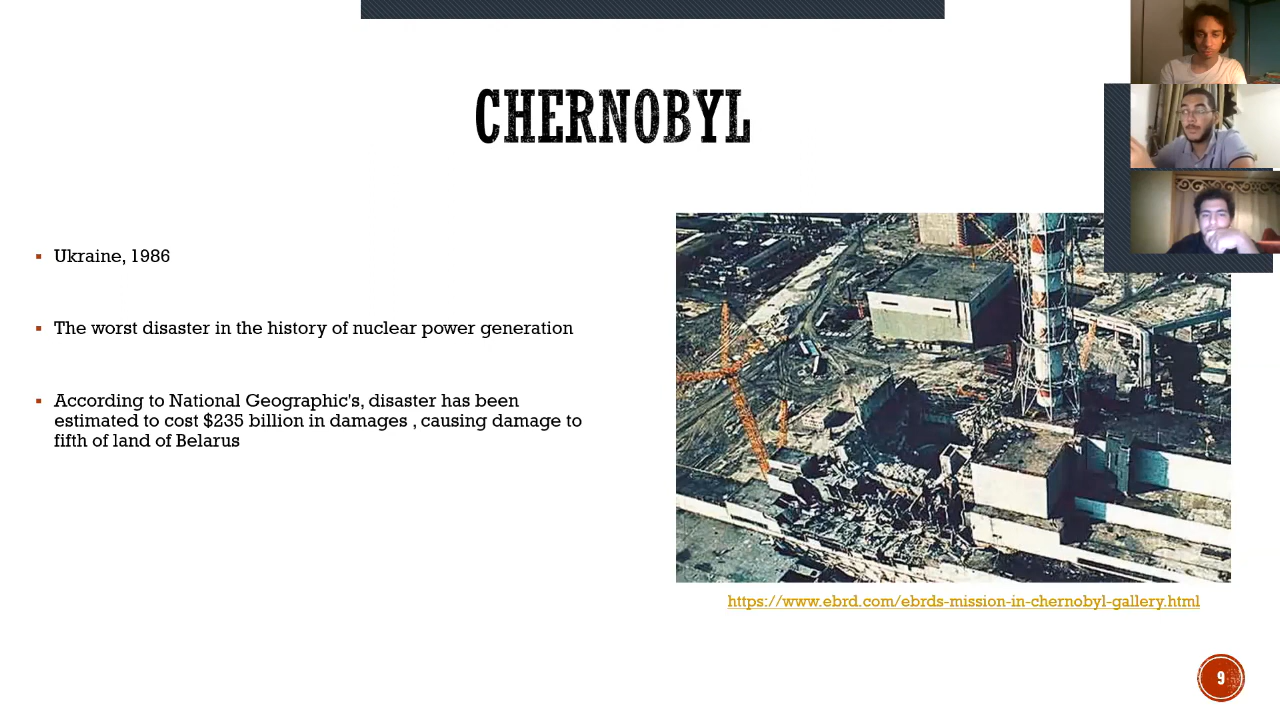 CHERNOBYL
Ukraine, 1986
The worst disaster in the history of nuclear power generation
According to National Geographic's, disaster has been
estimated to cost $235 billion in damages , causing damage to
fifth of land of Belarus
https://www.ebrd.com/ebrds-mission-in-chernobyl-gallery.html
9